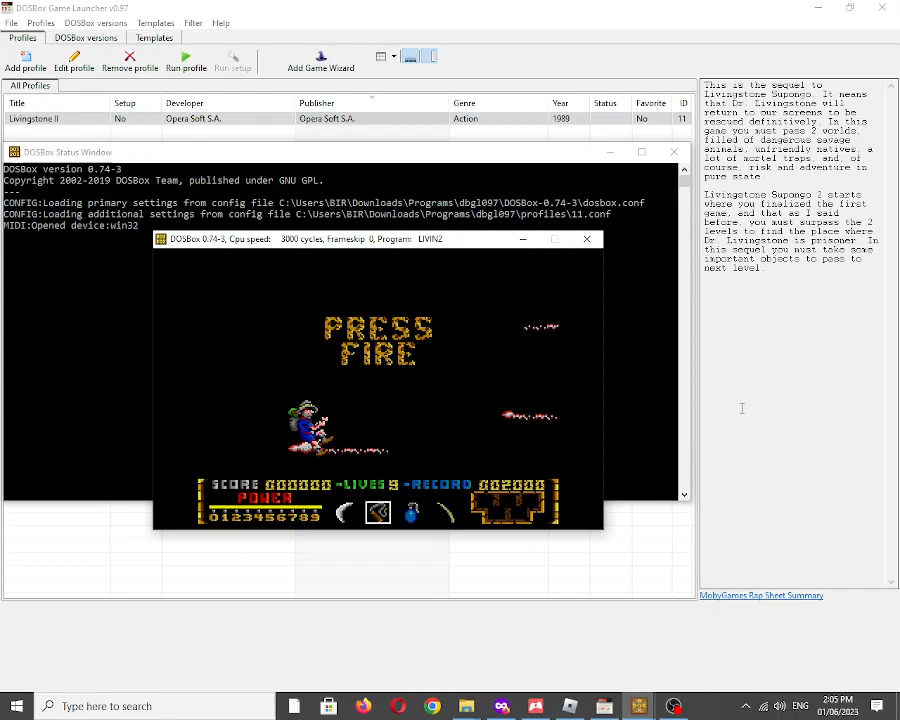 DOSBox Game Launcher v0.97
File Profiles DOSBox versions Templates Filter Help
Profiles DOSBox versions Templates
Add profile Edit profile Remove profile Run profile Run setup Add Game Wizard
All Profiles
Title Setup Developer Publisher Genre Year Status Favorite ID
Livingstone II No Opera Soft S.A. Opera Soft S.A. Action 1989 No 11
DOSBox Status Window
DOSBox version 0.74-3
Copyright 2002-2019 DOSBox Team, published under GNU GPL.
---
CONFIG:Loading primary settings from config file C:\Users\BIR\Downloads\Programs\dbgl097\DOSBox-0.74-3\dosbox.conf
CONFIG:Loading additional settings from config file C:\Users\BIR\Downloads\Programs\dbgl097\profiles\11.conf
MIDI:Opened device:win32
DOSBox 0.74-3, Cpu speed: 3000 cycles, Frameskip 0, Program: LIVIN2
PRESS
FIRE
SCORE 000000 -LIVES 9 -RECORD 002000
POWER
0123456789
This is the sequel to
Livingstone Supongo. It means
that Dr. Livingstone will
return to our screens to be
rescued definitively. In this
game you must pass 2 worlds,
filled of dangerous savage
animals, unfriendly natives, a
lot of mortal traps, and, of
course, risk and adventure in
pure state.
Livingstone Supongo 2 starts
where you finalized the first
game, and that as I said
before, you must surpass the 2
levels to find the place where
Dr. Livingstone is prisoner. In
this sequel you must take some
important objects to pass to
next level.
MobyGames Rap Sheet Summary
Type here to search
ENG
2:05 PM
01/06/2023